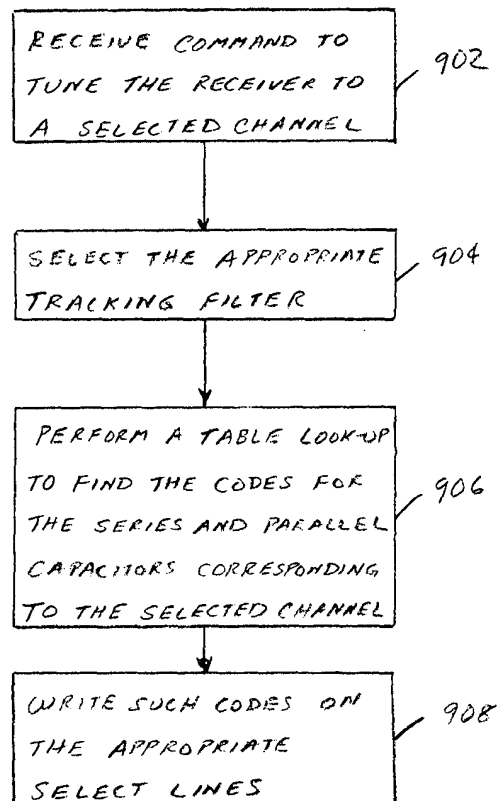 RECEIVE COMMAND TO
TUNE THE RECEIVER TO
A SELECTED CHANNEL
902
SELECT THE APPROPRIATE
TRACKING FILTER
904
PERFORM A TABLE LOOK-UP
TO FIND THE CODES FOR
THE SERIES AND PARALLEL
CAPACITORS CORRESPONDING
TO THE SELECTED CHANNEL
906
WRITE SUCH CODES ON
THE APPROPRIATE
SELECT LINES
908